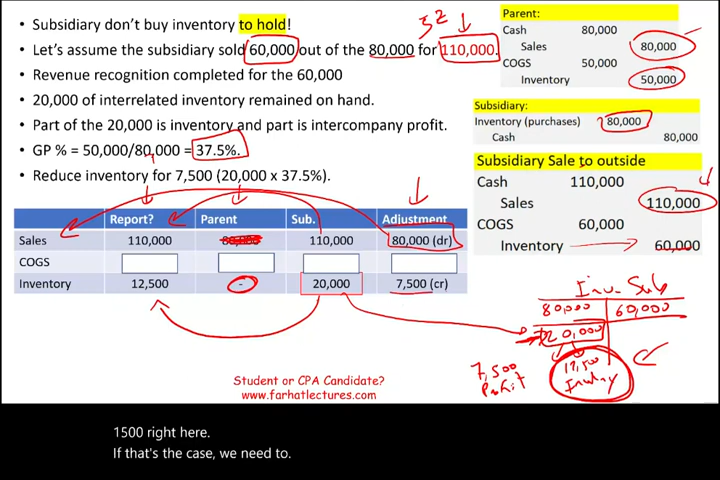 Subsidiary don't buy inventory to hold!
Let's assume the subsidiary sold 60,000 out of the 80,000 for 110,000.
Revenue recognition completed for the 60,000
20,000 of interrelated inventory remained on hand.
Part of the 20,000 is inventory and part is intercompany profit.
GP % = 50,000/80,000 = 37.5%.
Reduce inventory for 7,500 (20,000 x 37.5%).
Parent:
Cash 80,000
Sales 80,000
COGS 50,000
Inventory 50,000
Subsidiary:
Inventory (purchases) 80,000
Cash 80,000
Subsidiary Sale to outside
Cash 110,000
Sales 110,000
COGS 60,000
Inventory 60,000
Report? Parent Sub. Adjustment
Sales 110,000 80,000 110,000 80,000 (dr)
COGS
Inventory 12,500 - 20,000 7,500 (cr)
Inv. Sub
80,000 60,000
20,000
7,500
Profit
12,500
Student or CPA Candidate?
www.farhatlectures.com
1500 right here.
If that's the case, we need to.